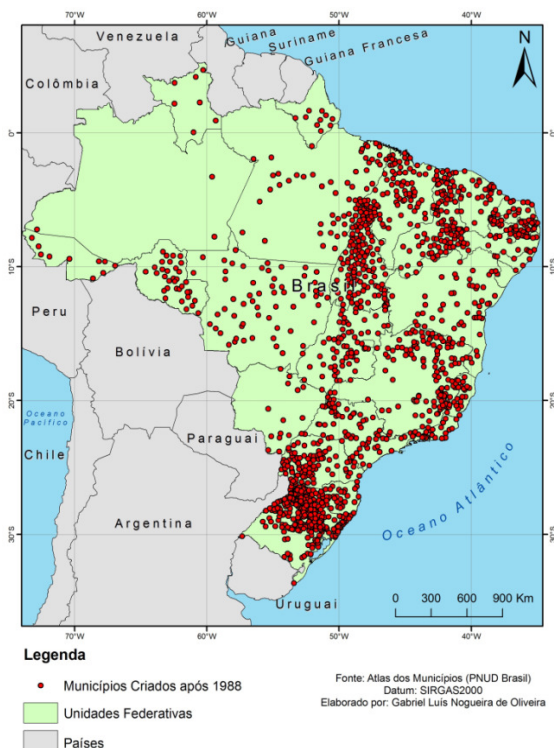 Venezuela
Guiana
Suriname
Guiana Francesa
N
Colômbia
0°
0°
10°S
10°S
Brasil
Peru
Bolívia
20°S
20°S
Oceano
Pacífico
Paraguai
Chile
Oceano Atlântico
Argentina
30°S
30°S
Uruguai
0 300 600 900 Km
70°W 60°W 50°W 40°W
70°W 60°W 50°W 40°W
Legenda
Municípios Criados após 1988
Unidades Federativas
Países
Fonte: Atlas dos Municípios (PNUD Brasil)
Datum: SIRGAS2000
Elaborado por: Gabriel Luís Nogueira de Oliveira